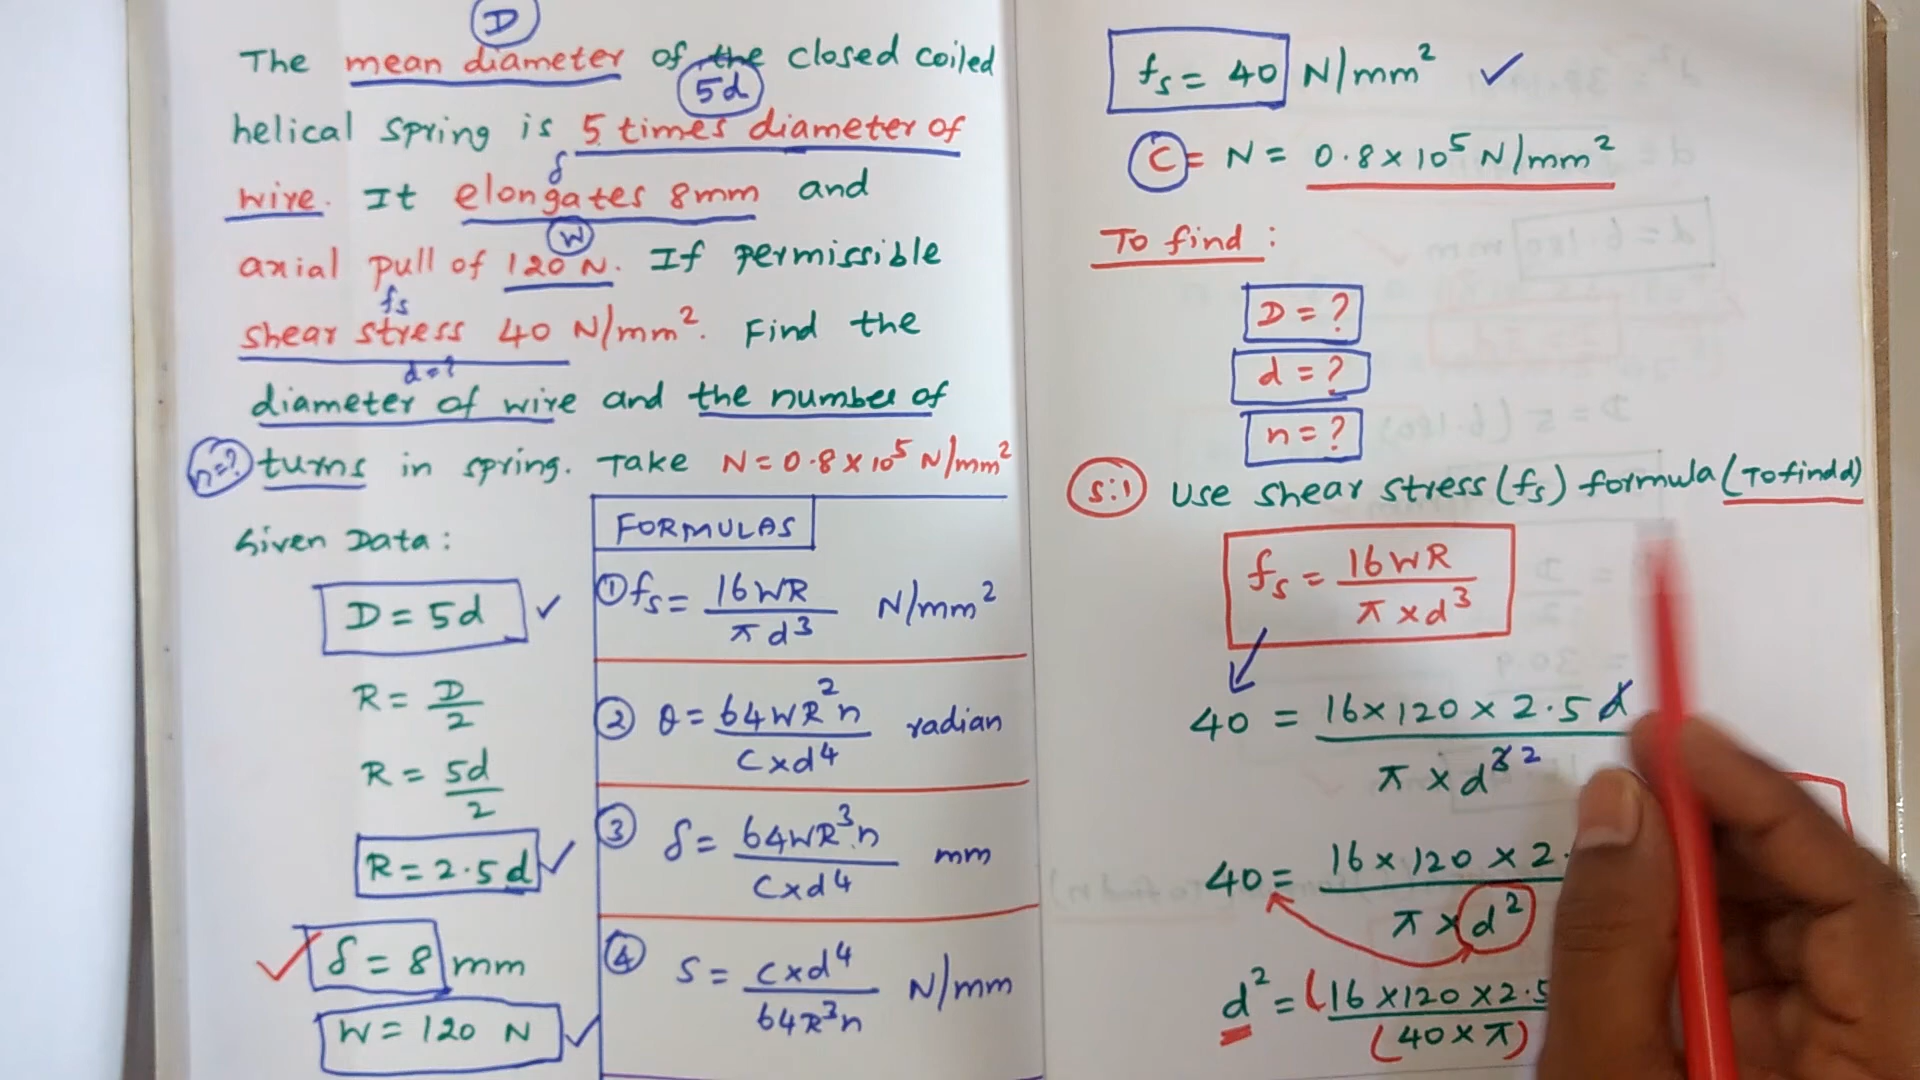 D
The mean diameter of the closed coiled
5d
helical spring is 5 times diameter of
δ
wire. It elongates 8mm and
W
axial pull of 120 N. If permissible
fs
shear stress 40 N/mm². Find the
d=?
diameter of wire and the number of
n=? turns in spring. Take N = 0.8 x 10⁵ N/mm²
Given Data:
D = 5d
R = D/2
R = 5d/2
R = 2.5d
δ = 8 mm
W = 120 N
FORMULAS
① fs = 16WR / πd³ N/mm²
② θ = 64WR²n / Cxd⁴ radian
③ δ = 64WR³n / Cxd⁴ mm
④ S = Cxd⁴ / 64R³n N/mm
fs = 40 N/mm²
C = N = 0.8 x 10⁵ N/mm²
To find:
D = ?
d = ?
n = ?
S:1 Use shear stress (fs) formula (To find d)
fs = 16WR / π x d³
40 = 16 x 120 x 2.5 d / π x d³ 2
40 = 16 x 120 x 2. / π x d²
d² = (16 x 120 x 2.5 / (40 x π)